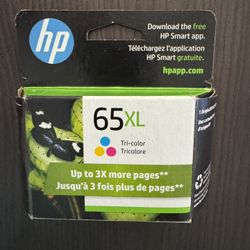 hp
Download the free
HP Smart app.
Téléchargez l'application
HP Smart gratuite.
hpapp.com
65XL
Tri-color
Tricolore
Up to 3X more pages**
Jusqu'à 3 fois plus de pages**